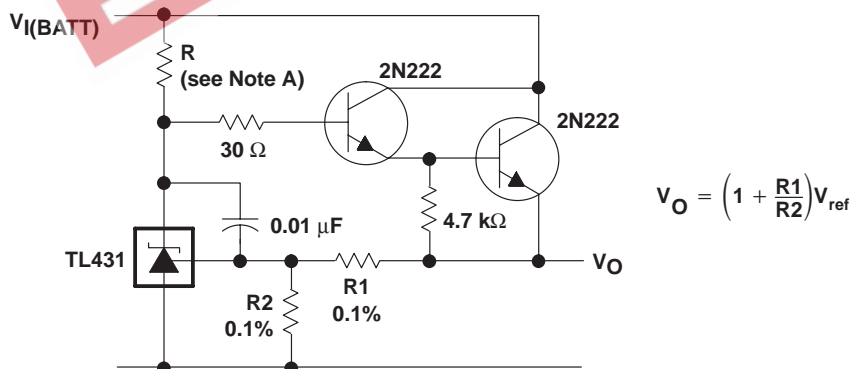 V_I(BATT)
R
(see Note A)
2N222
2N222
30 Ω
0.01 μF
4.7 kΩ
V_O = (1 + R1/R2)V_ref
TL431
V_O
R1
0.1%
R2
0.1%